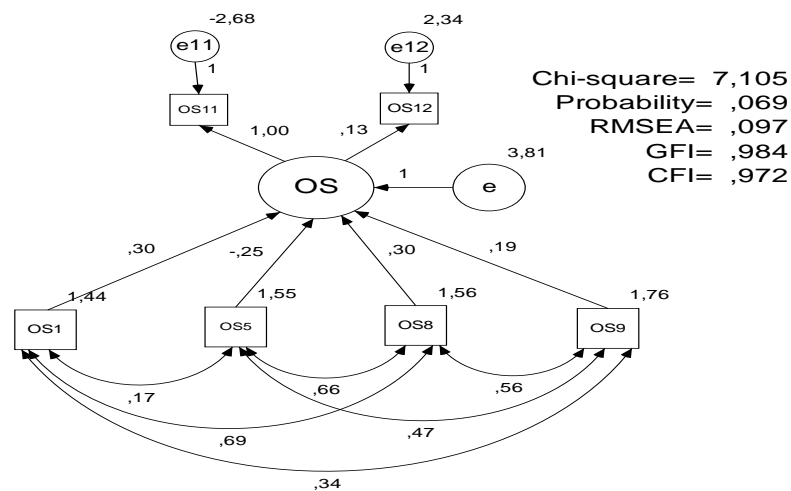 -2,68
2,34
e11
e12
1
1
OS11
OS12
Chi-square= 7,105
Probability= ,069
RMSEA= ,097
GFI= ,984
CFI= ,972
1,00
,13
3,81
OS
1
e
,30
-,25
,30
,19
1,44
1,55
1,56
1,76
OS1
OS5
OS8
OS9
,17
,66
,56
,69
,47
,34